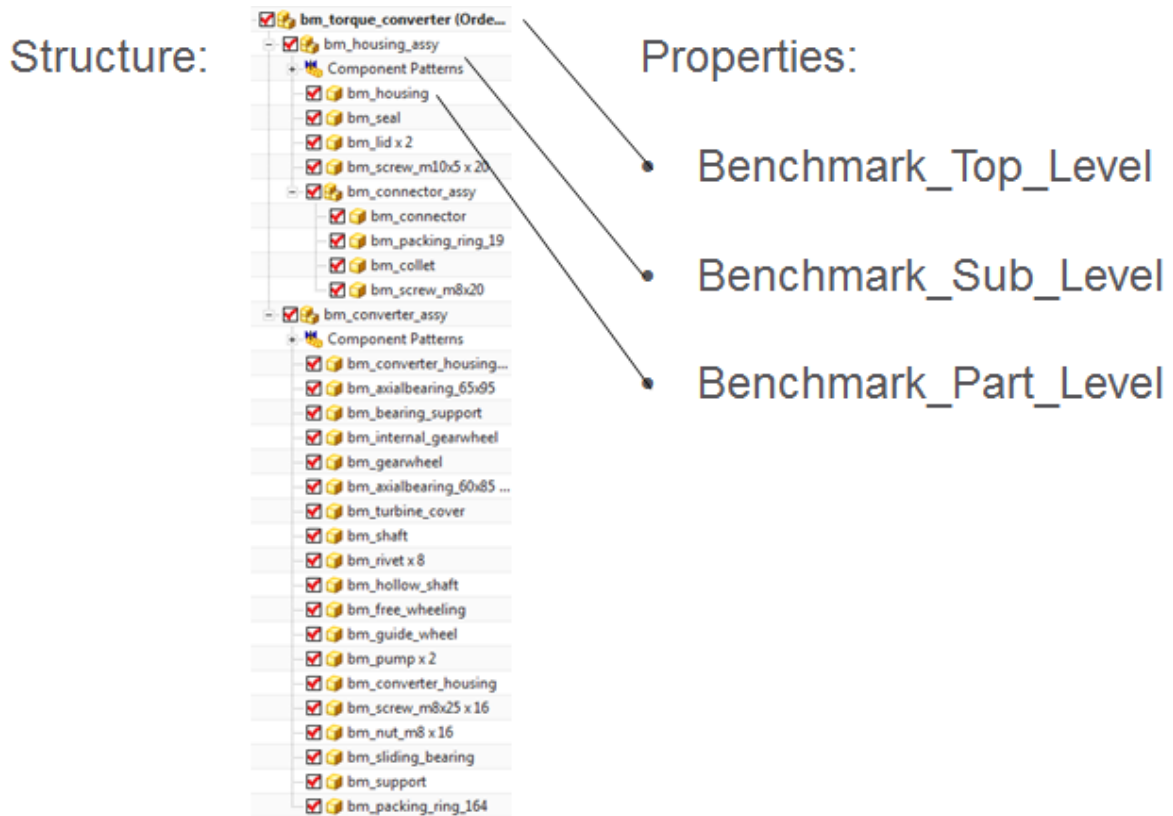 Structure:
bm_torque_converter (Orde...
bm_housing_assy
Component Patterns
bm_housing
bm_seal
bm_lid x 2
bm_screw_m10x5 x 20
bm_connector_assy
bm_connector
bm_packing_ring_19
bm_collet
bm_screw_m8x20
bm_converter_assy
Component Patterns
bm_converter_housing...
bm_axialbearing_65x95
bm_bearing_support
bm_internal_gearwheel
bm_gearwheel
bm_axialbearing_60x85 ...
bm_turbine_cover
bm_shaft
bm_rivet x 8
bm_hollow_shaft
bm_free_wheeling
bm_guide_wheel
bm_pump x 2
bm_converter_housing
bm_screw_m8x25 x 16
bm_nut_m8 x 16
bm_sliding_bearing
bm_support
bm_packing_ring_164
Properties:
• Benchmark_Top_Level
• Benchmark_Sub_Level
• Benchmark_Part_Level